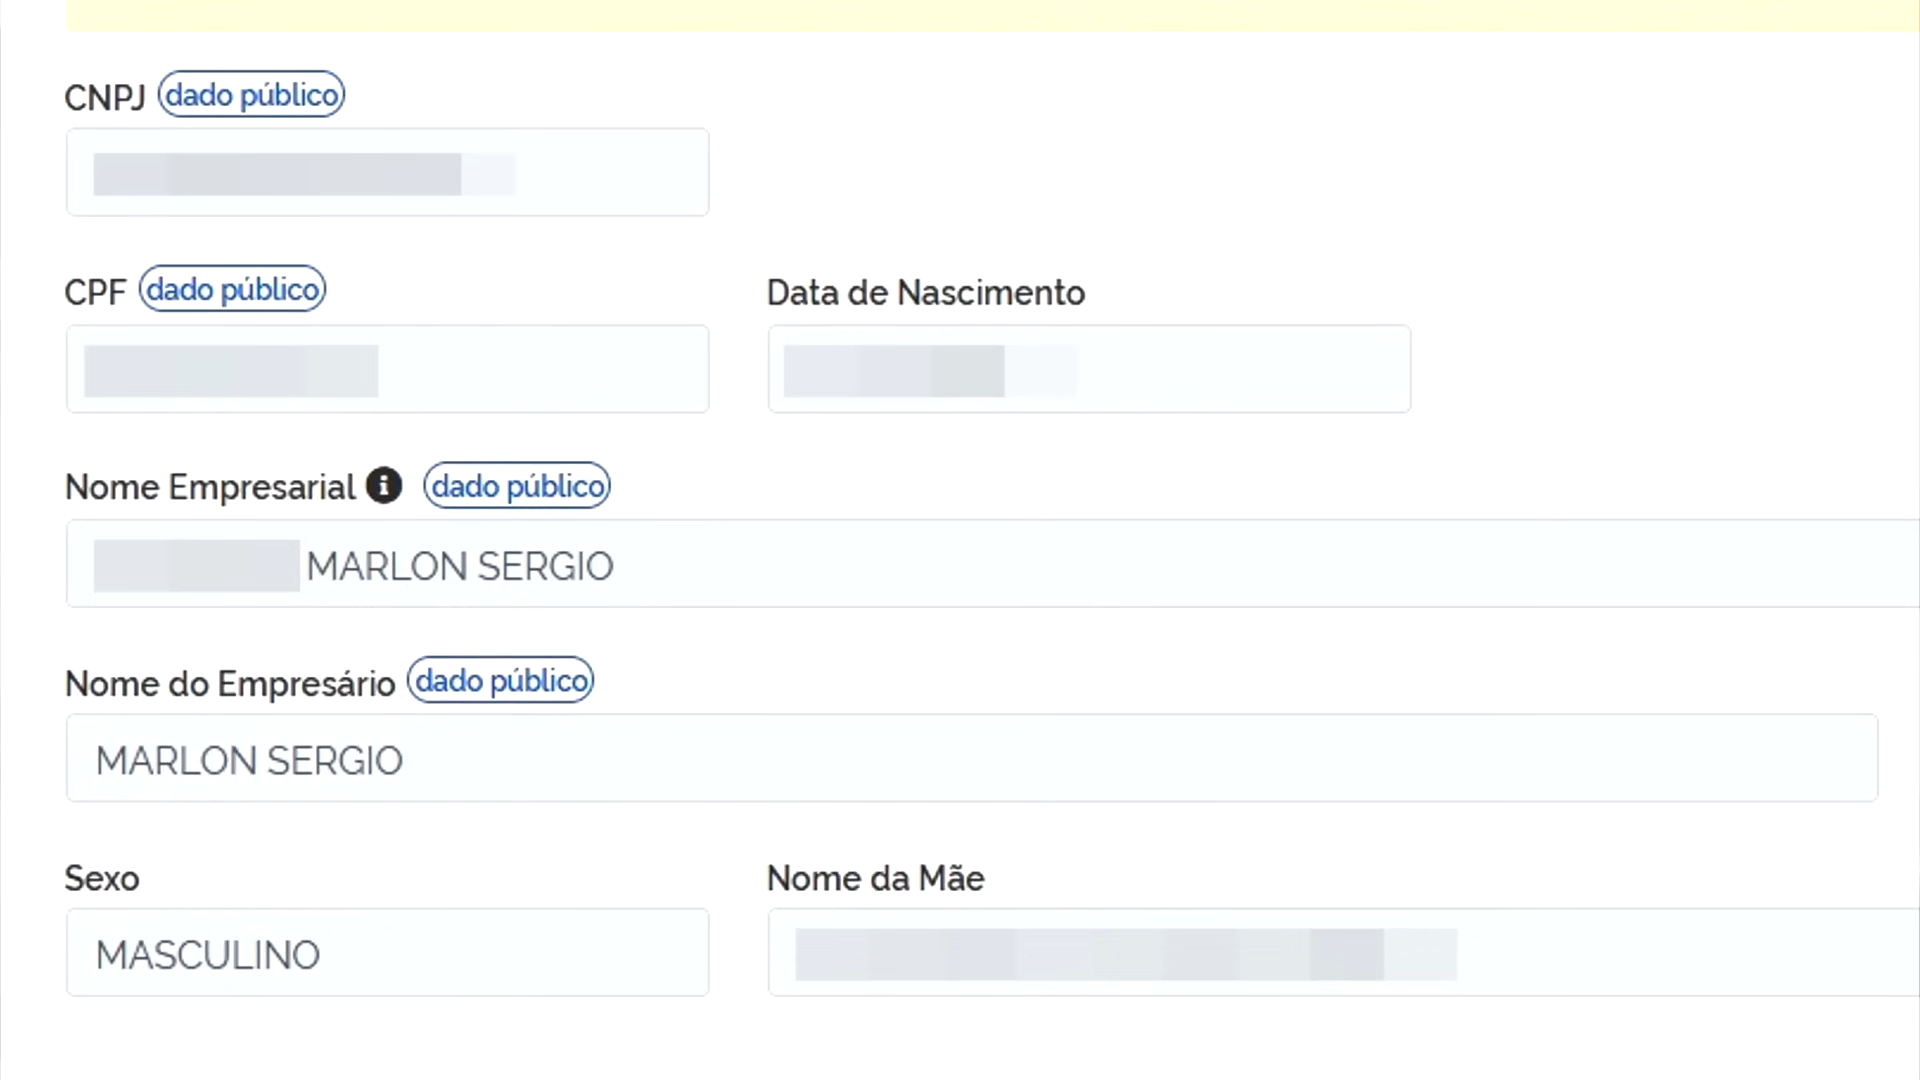 CNPJ dado público
CPF dado público
Data de Nascimento
Nome Empresarial dado público
MARLON SERGIO
Nome do Empresário dado público
MARLON SERGIO
Sexo
Nome da Mãe
MASCULINO